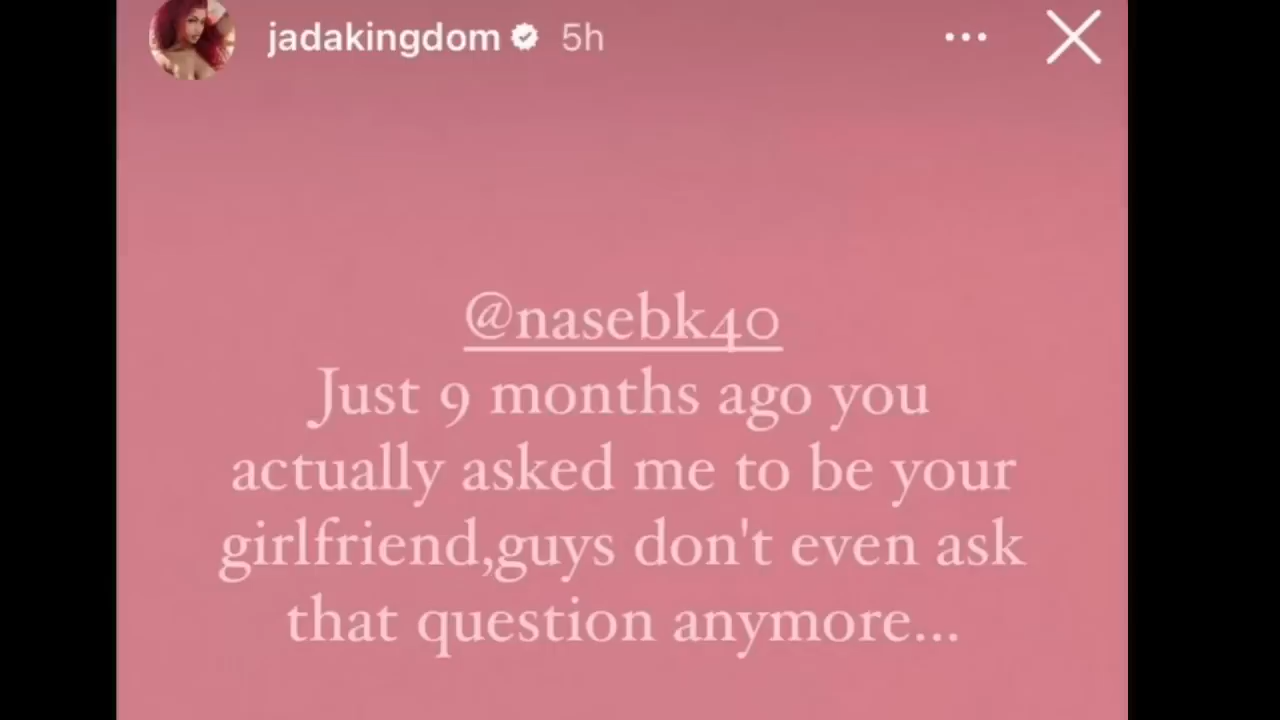 jadakingdom 5h
@nasebk40
Just 9 months ago you
actually asked me to be your
girlfriend,guys don't even ask
that question anymore...